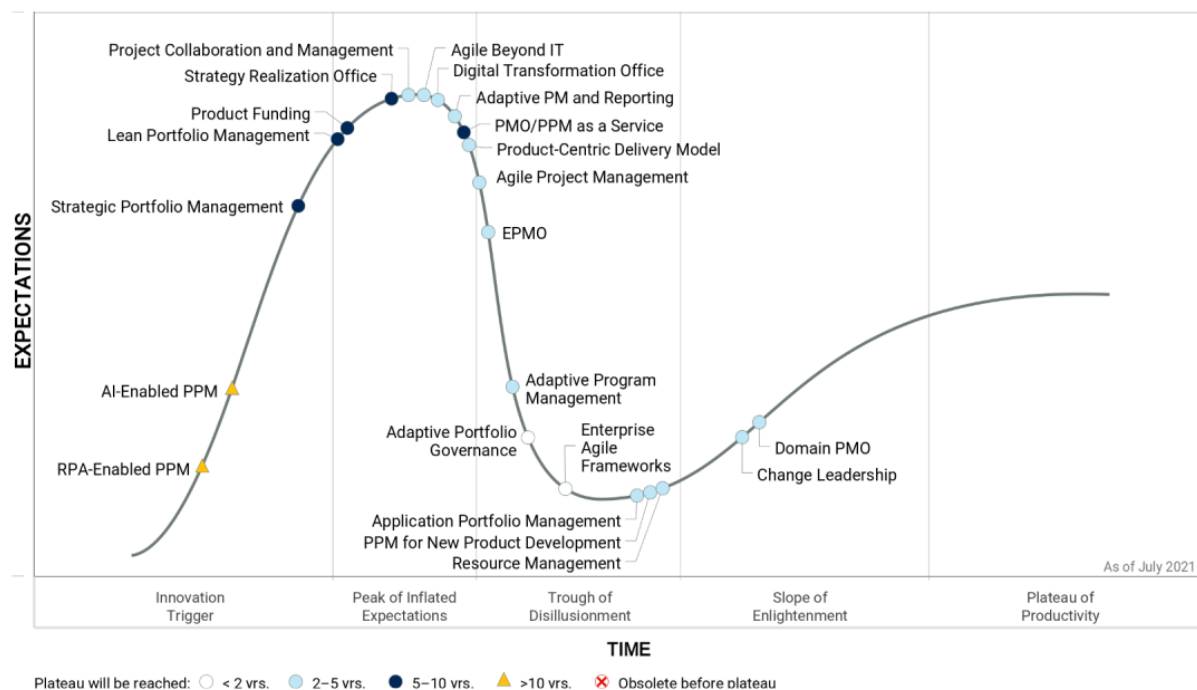 Project Collaboration and Management
Agile Beyond IT
Strategy Realization Office
Digital Transformation Office
Product Funding
Adaptive PM and Reporting
Lean Portfolio Management
PMO/PPM as a Service
Product-Centric Delivery Model
Agile Project Management
Strategic Portfolio Management
EPMO
EXPECTATIONS
AI-Enabled PPM
Adaptive Program
Management
Adaptive Portfolio
Governance
Enterprise
Agile
Frameworks
RPA-Enabled PPM
Domain PMO
Change Leadership
Application Portfolio Management
PPM for New Product Development
Resource Management
As of July 2021
Innovation
Trigger
Peak of Inflated
Expectations
Trough of
Disillusionment
Slope of
Enlightenment
Plateau of
Productivity
TIME
Plateau will be reached: < 2 yrs. 2–5 yrs. 5–10 yrs. >10 yrs. Obsolete before plateau